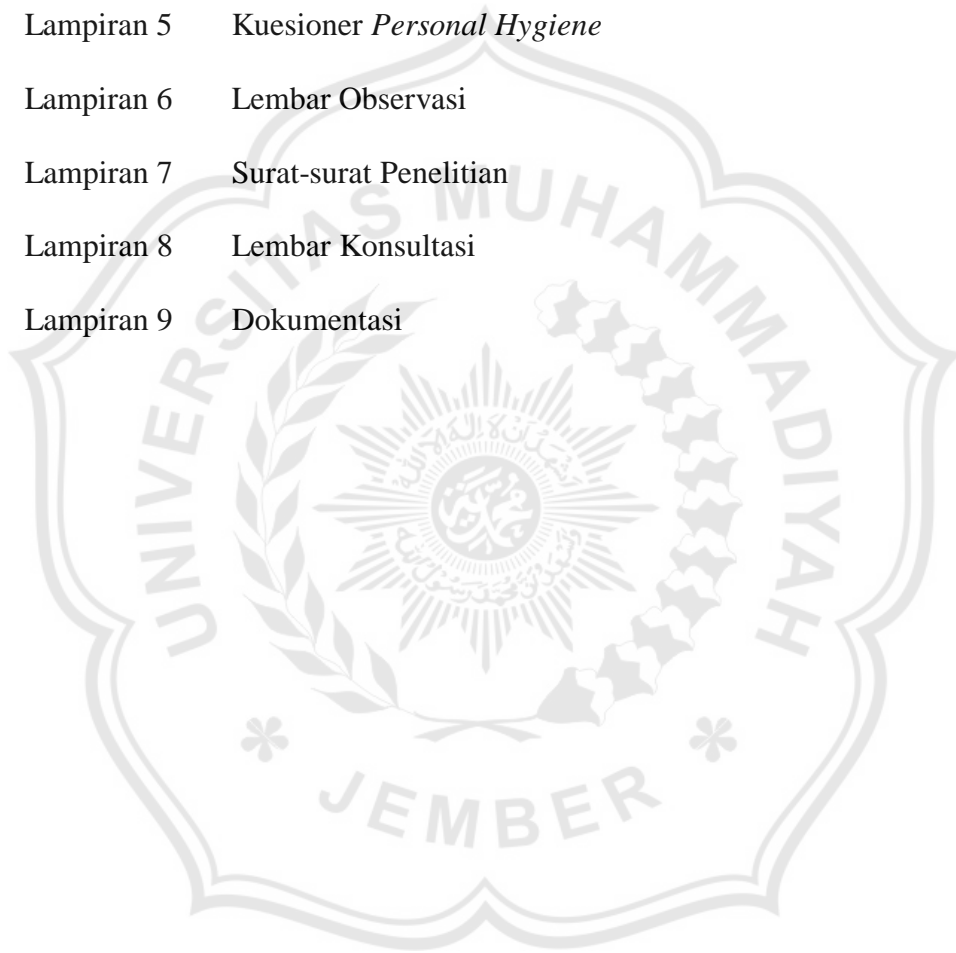 Lampiran 5 Kuesioner Personal Hygiene
Lampiran 6 Lembar Observasi
Lampiran 7 Surat-surat Penelitian
Lampiran 8 Lembar Konsultasi
Lampiran 9 Dokumentasi
UNIVERSITAS MUHAMMADIYAH
JEMBER